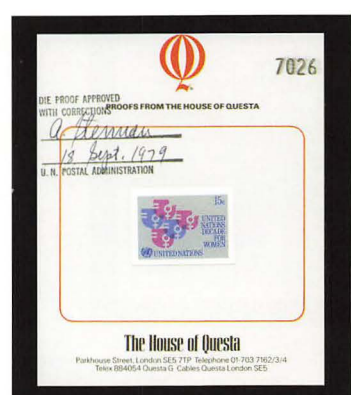 7026
DIE PROOF APPROVED
WITH CORRECTIONS
PROOFS FROM THE HOUSE OF QUESTA
18 Sept. 1979
U. N. POSTAL ADMINISTRATION
15c
UNITED
NATIONS
DECADE
FOR
WOMEN
UNITED NATIONS
The House of Questa
Parkhouse Street, London SE5 7TP Telephone 01-703 7162/3/4
Telex 884054 Questa G Cables Questa London SE5